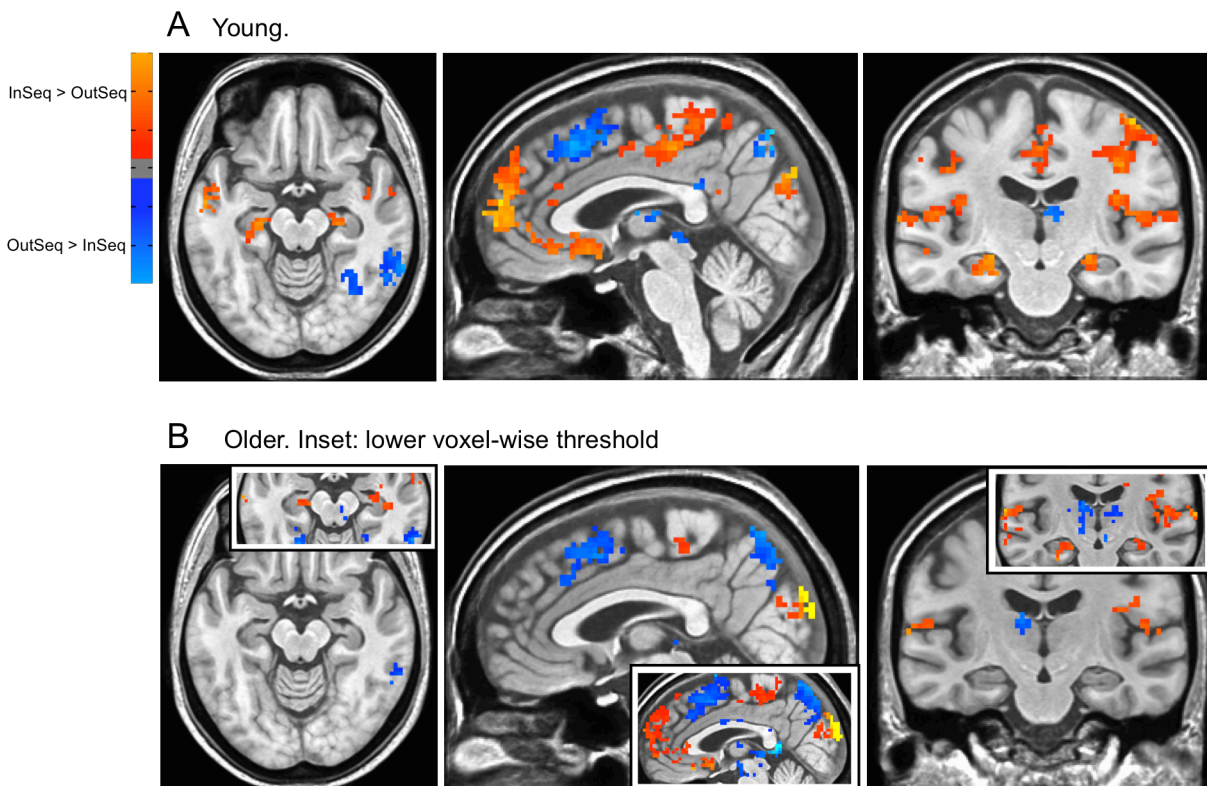 A Young.
InSeq > OutSeq
OutSeq > InSeq
B Older. Inset: lower voxel-wise threshold